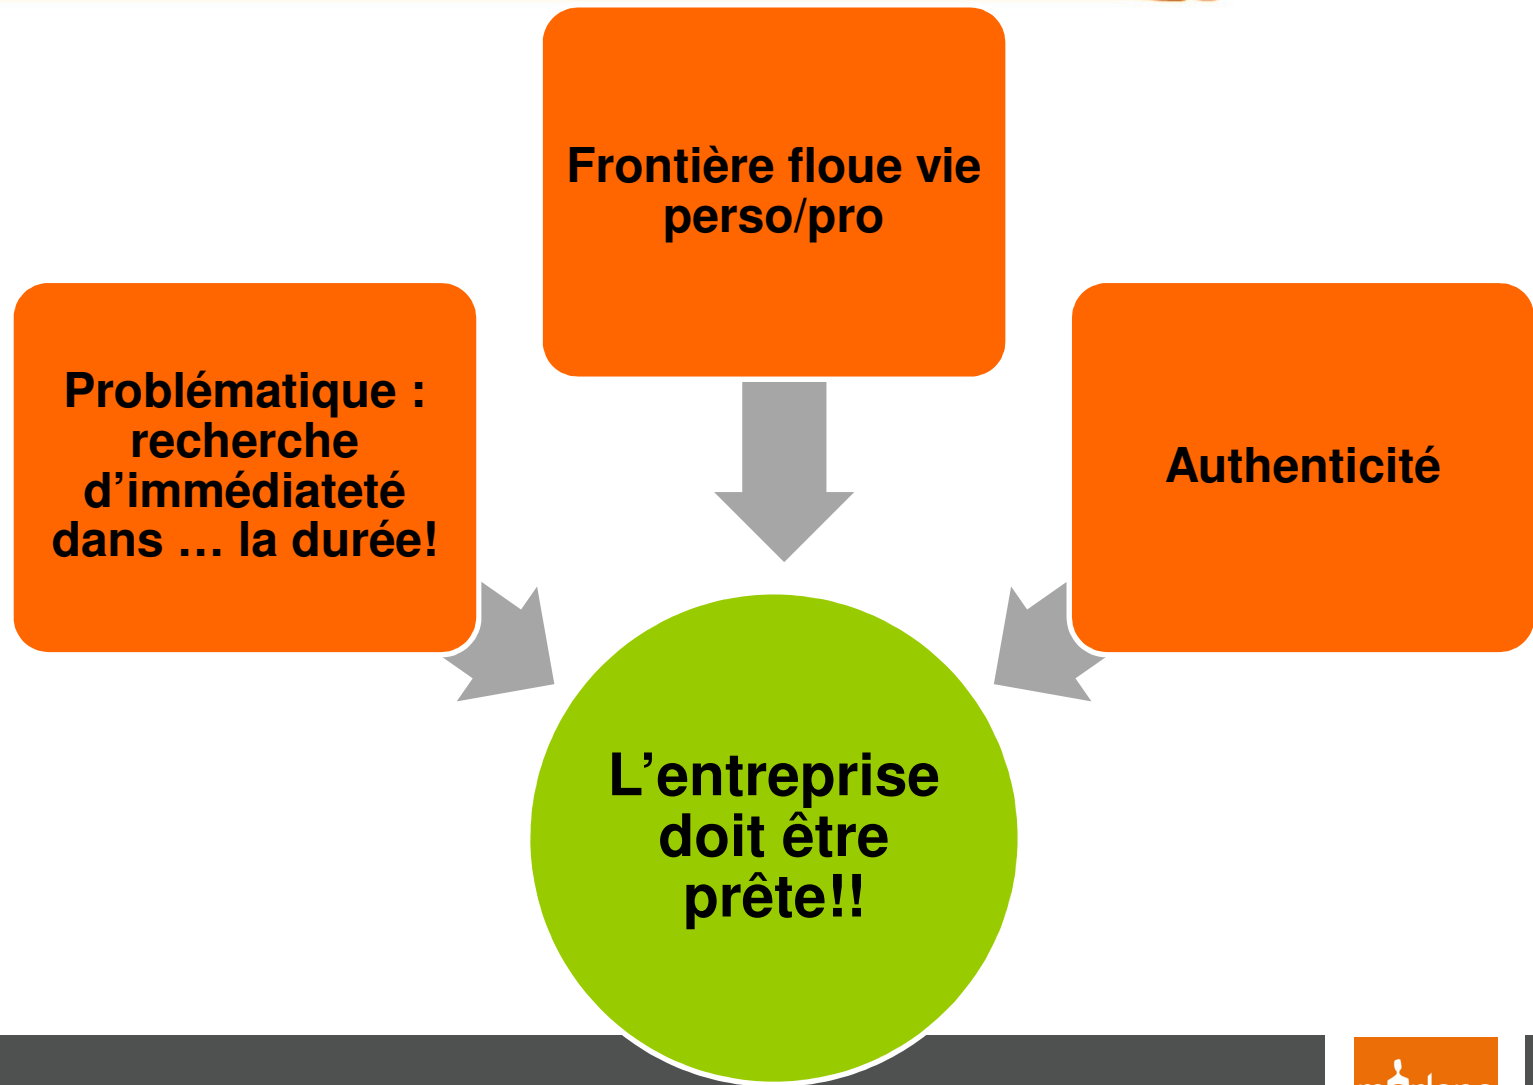 Frontière floue vie
perso/pro
Problématique :
recherche
d’immédiateté
dans … la durée!
Authenticité
L’entreprise
doit être
prête!!